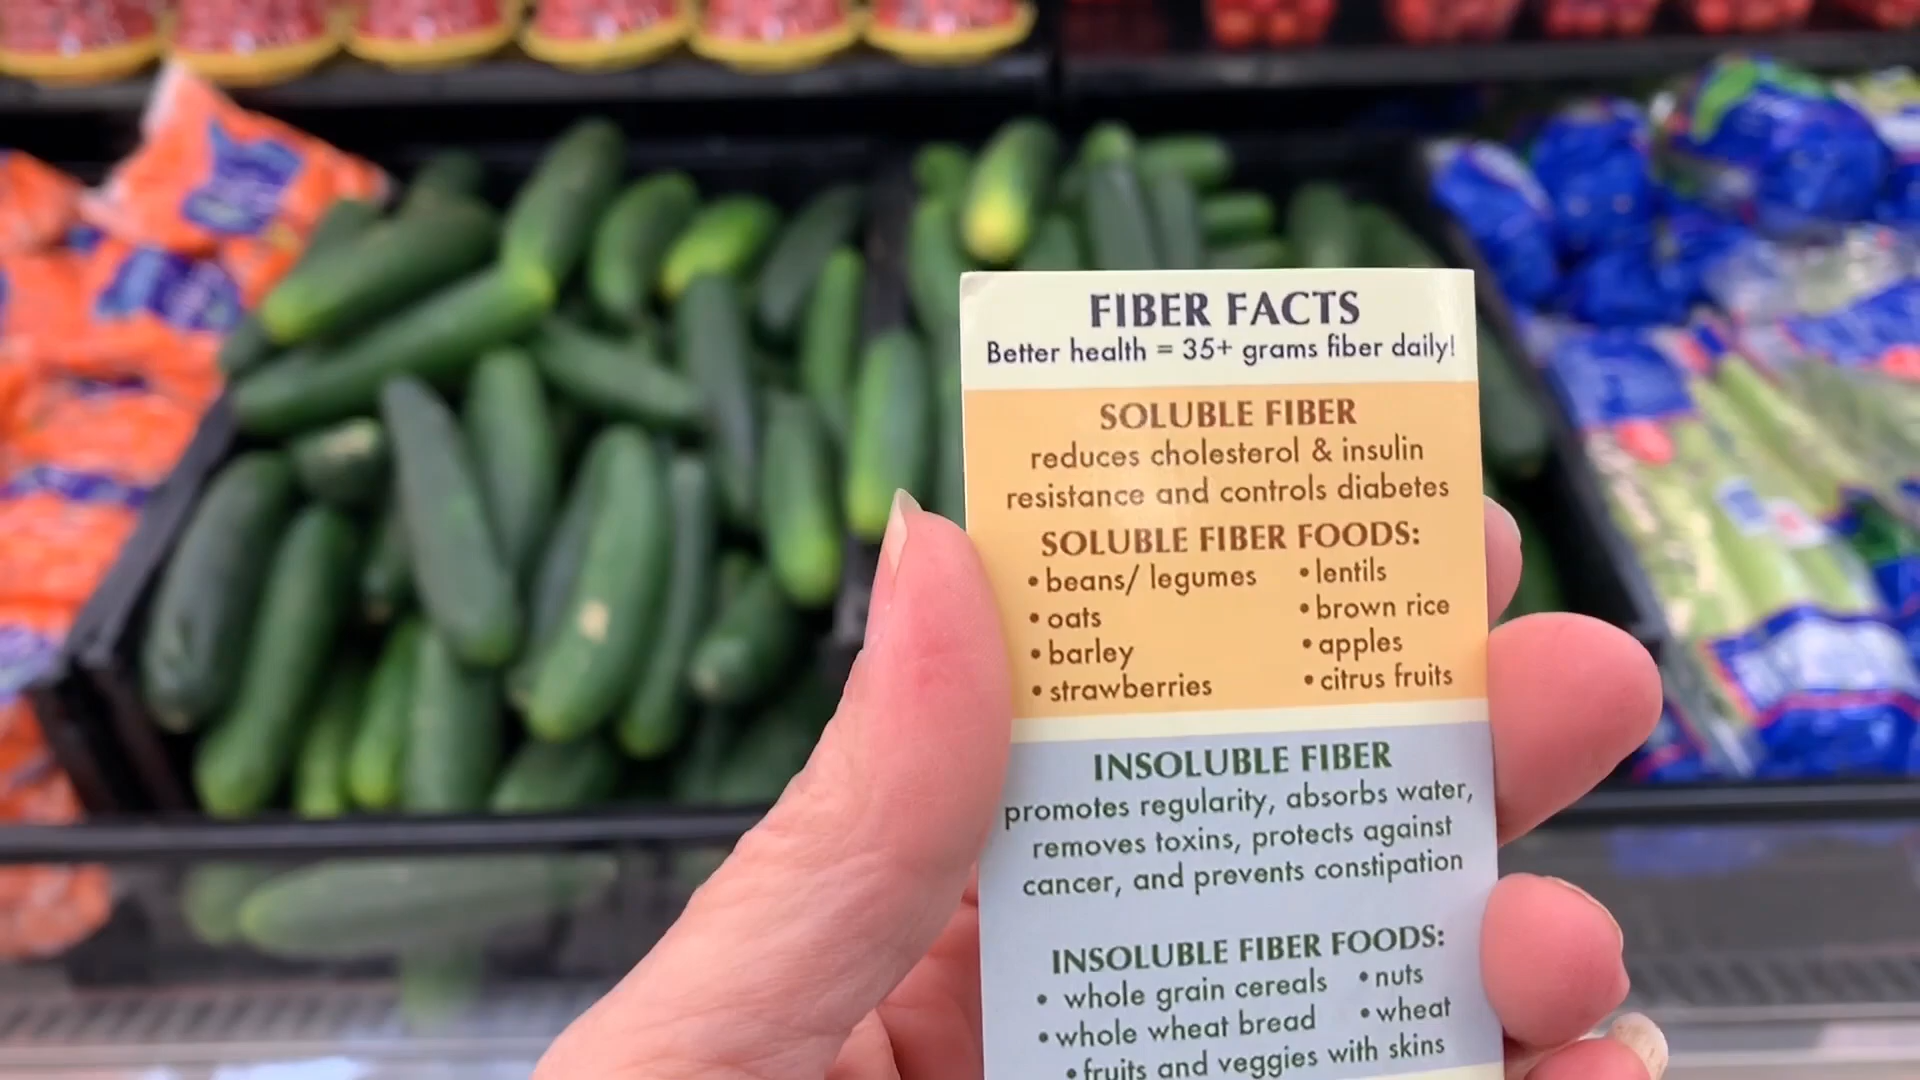 FIBER FACTS
Better health = 35+ grams fiber daily!
SOLUBLE FIBER
reduces cholesterol & insulin
resistance and controls diabetes
SOLUBLE FIBER FOODS:
• beans/ legumes • lentils
• oats • brown rice
• barley • apples
• strawberries • citrus fruits
INSOLUBLE FIBER
promotes regularity, absorbs water,
removes toxins, protects against
cancer, and prevents constipation
INSOLUBLE FIBER FOODS:
• whole grain cereals • nuts
• whole wheat bread • wheat
• fruits and veggies with skins